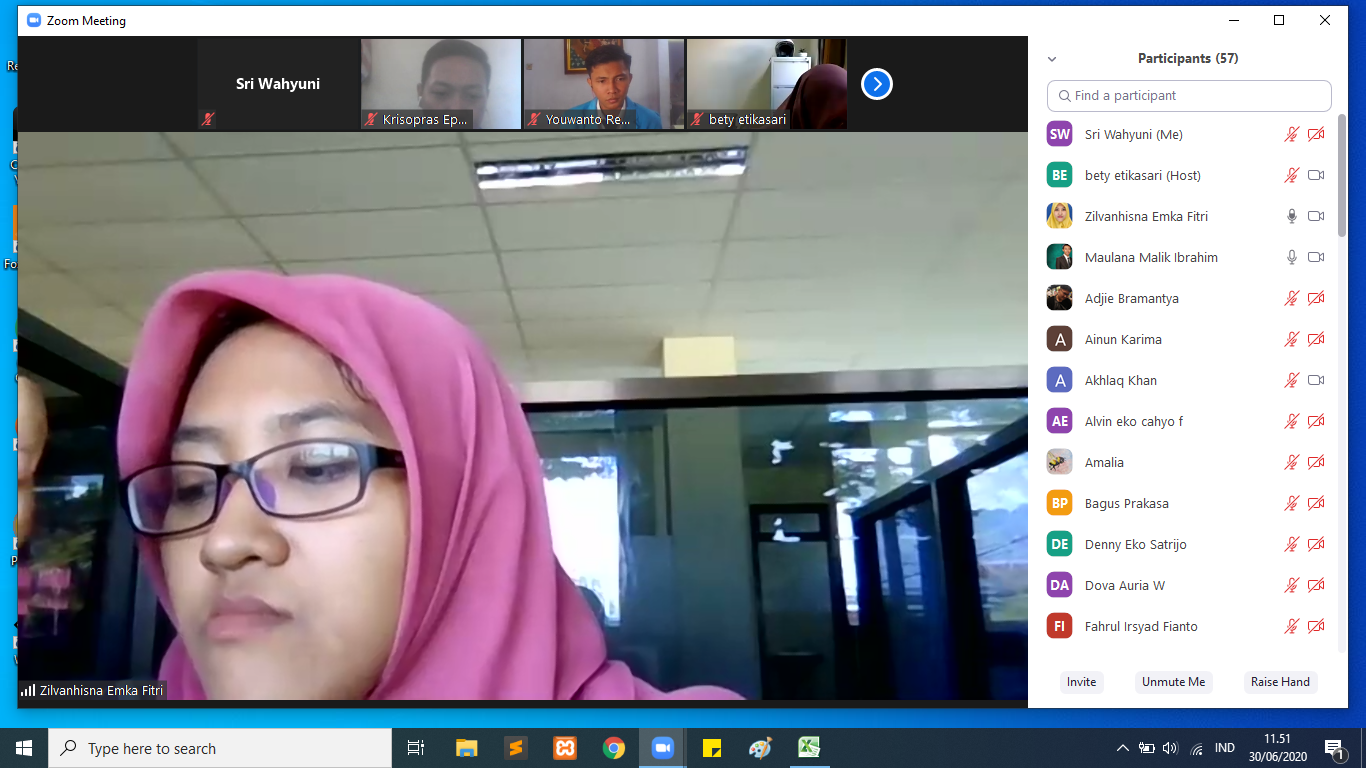 Zoom Meeting
Sri Wahyuni
Krisopras Ep...
Youwanto Re...
bety etikasari
Zilvanhisna Emka Fitri
Participants (57)
Find a participant
SW Sri Wahyuni (Me)
BE bety etikasari (Host)
Zilvanhisna Emka Fitri
Maulana Malik Ibrahim
Adjie Bramantya
A Ainun Karima
A Akhlaq Khan
AE Alvin eko cahyo f
Amalia
BP Bagus Prakasa
DE Denny Eko Satrijo
DA Dova Auria W
FI Fahrul Irsyad Fianto
Invite Unmute Me Raise Hand
Type here to search
IND
11.51
30/06/2020
1